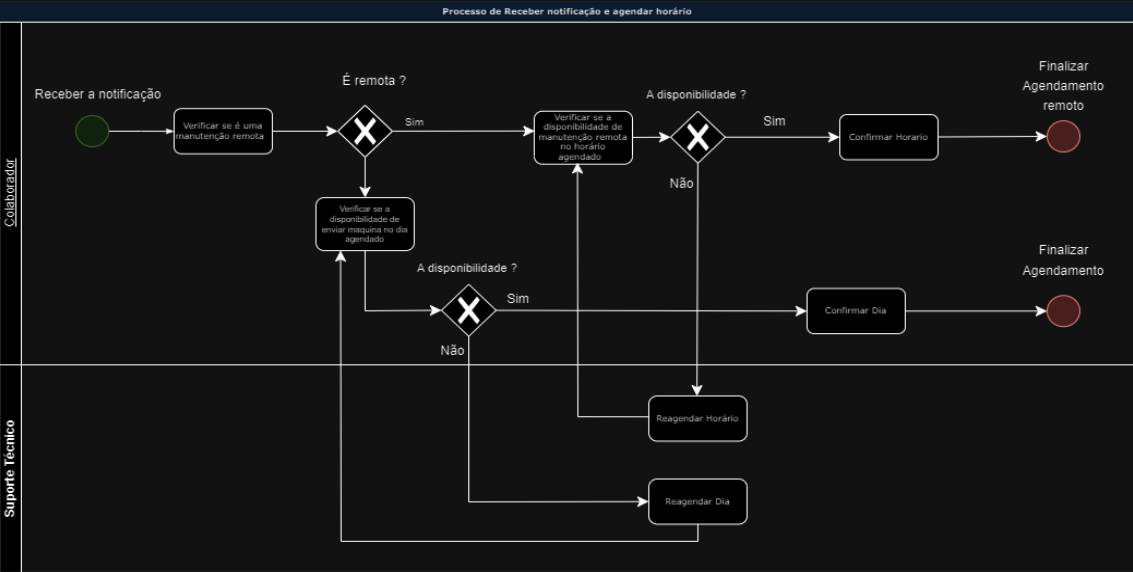 Processo de Receber notificação e agendar horário
Colaborador
Receber a notificação
Verificar se é uma
manutenção remota
É remota ?
Sim
Verificar se a
disponibilidade de
manutenção remota
no horário
agendado
A disponibilidade ?
Sim
Não
Confirmar Horario
Finalizar
Agendamento
remoto
Verificar se a
disponibilidade de
enviar maquina no dia
agendado
A disponibilidade ?
Sim
Não
Confirmar Dia
Finalizar
Agendamento
Suporte Técnico
Reagendar Horário
Reagendar Dia